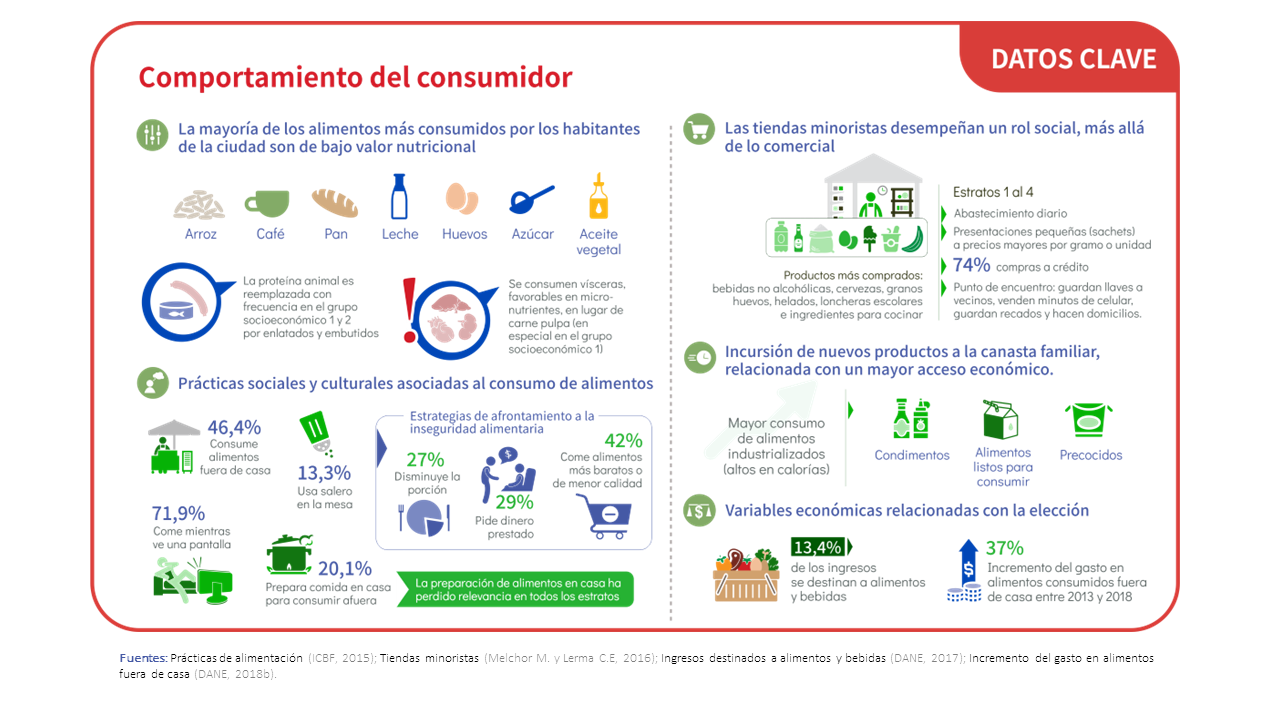 DATOS CLAVE
Comportamiento del consumidor
La mayoría de los alimentos más consumidos por los habitantes
de la ciudad son de bajo valor nutricional
Arroz
Café
Pan
Leche
Huevos
Azúcar
Aceite
vegetal
La proteína animal es
reemplazada con
frecuencia en el grupo
socioeconómico 1 y 2
por enlatados y embutidos
Se consumen vísceras,
favorables en micro-
nutrientes, en lugar de
carne pulpa (en
especial en el grupo
socioeconómico 1)
Prácticas sociales y culturales asociadas al consumo de alimentos
46,4%
Consume
alimentos
fuera de casa
13,3%
Usa salero
en la mesa
71,9%
Come mientras
ve una pantalla
20,1%
Prepara comida en casa
para consumir afuera
Estrategias de afrontamiento a la
inseguridad alimentaria
27%
Disminuye la
porción
29%
Pide dinero
prestado
42%
Come alimentos
más baratos o
de menor calidad
La preparación de alimentos en casa ha
perdido relevancia en todos los estratos
Las tiendas minoristas desempeñan un rol social, más allá
de lo comercial
Productos más comprados:
bebidas no alcohólicas, cervezas, granos
huevos, helados, loncheras escolares
e ingredientes para cocinar
Estratos 1 al 4
Abastecimiento diario
Presentaciones pequeñas (sachets)
a precios mayores por gramo o unidad
74% compras a crédito
Punto de encuentro: guardan llaves a
vecinos, venden minutos de celular,
guardan recados y hacen domicilios.
Incursión de nuevos productos a la canasta familiar,
relacionada con un mayor acceso económico.
Mayor consumo
de alimentos
industrializados
(altos en calorías)
Condimentos
Alimentos
listos para
consumir
Precocidos
Variables económicas relacionadas con la elección
13,4%
de los ingresos
se destinan a alimentos
y bebidas
37%
Incremento del gasto en
alimentos consumidos fuera
de casa entre 2013 y 2018
Fuentes: Prácticas de alimentación (ICBF, 2015); Tiendas minoristas (Melchor M. y Lerma C.E, 2016); Ingresos destinados a alimentos y bebidas (DANE, 2017); Incremento del gasto en alimentos
fuera de casa (DANE, 2018b).